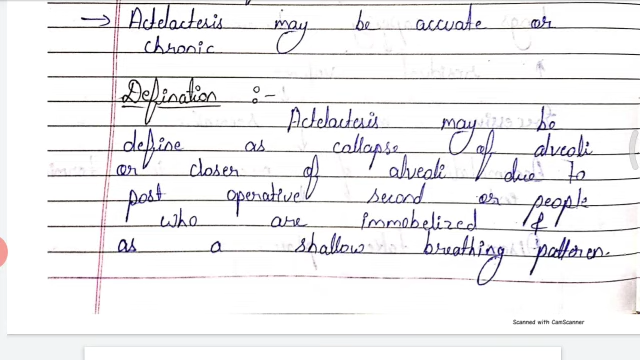 → Actelactesis may be accuate or
chronic
Defination :-
Actelactesis may be
define as collapse of alveoli
or closer of alveoli due to
post operative second or people
who are immobelized &
as a shallow breathing patteren.
Scanned with CamScanner